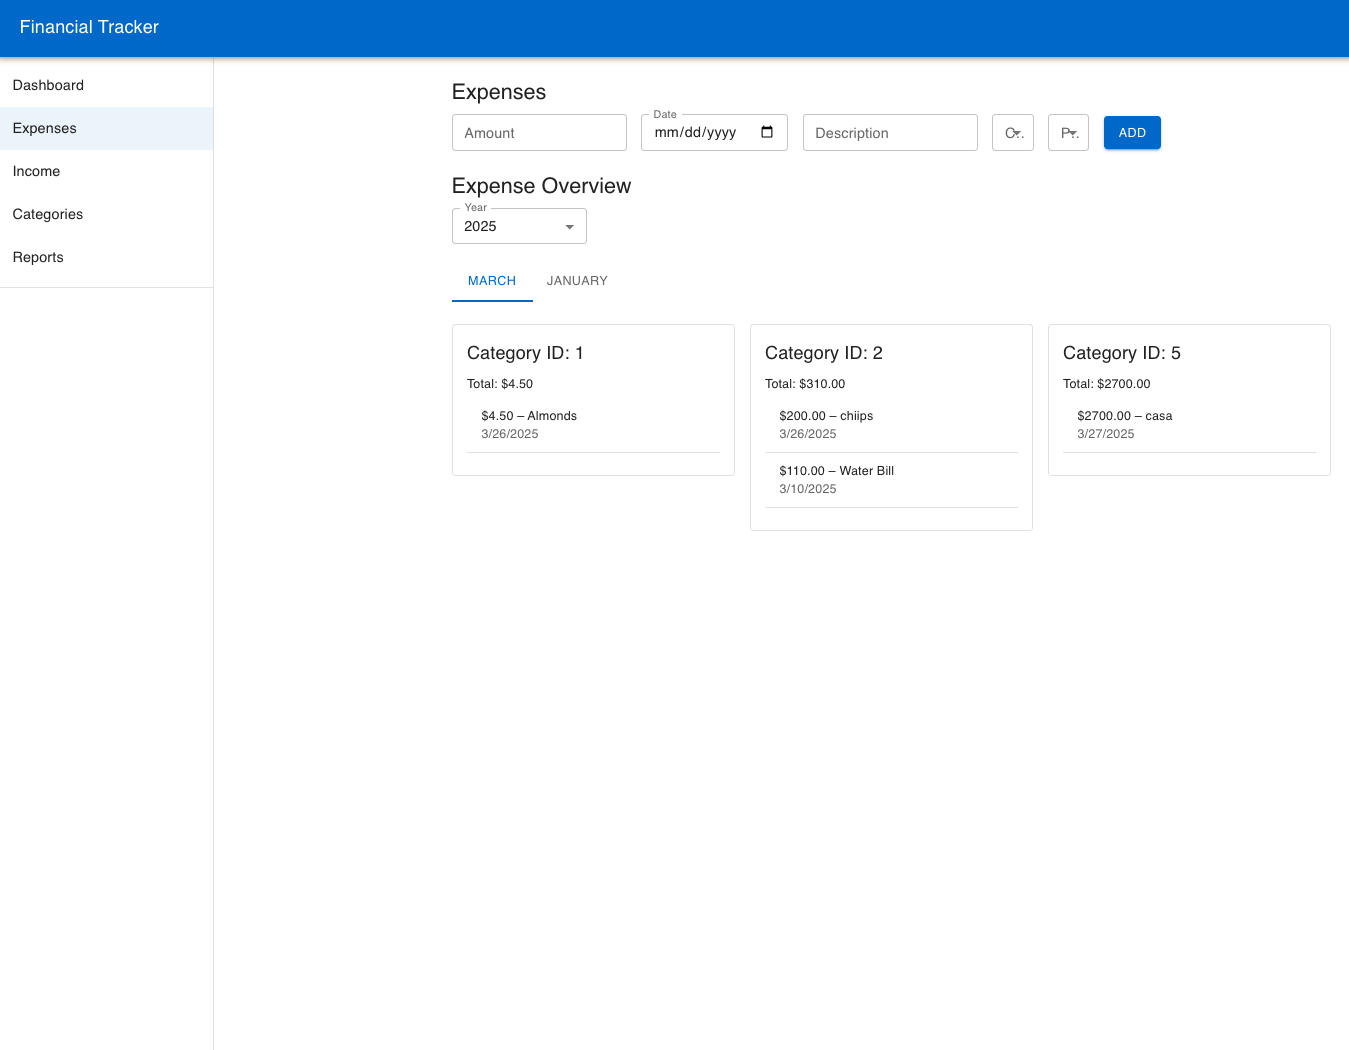 Financial Tracker
Dashboard
Expenses
Income
Categories
Reports
Expenses
Amount
Date
mm/dd/yyyy
Description
C..
P..
ADD
Expense Overview
Year
2025
MARCH
JANUARY
Category ID: 1
Total: $4.50
$4.50 – Almonds
3/26/2025
Category ID: 2
Total: $310.00
$200.00 – chiips
3/26/2025
$110.00 – Water Bill
3/10/2025
Category ID: 5
Total: $2700.00
$2700.00 – casa
3/27/2025